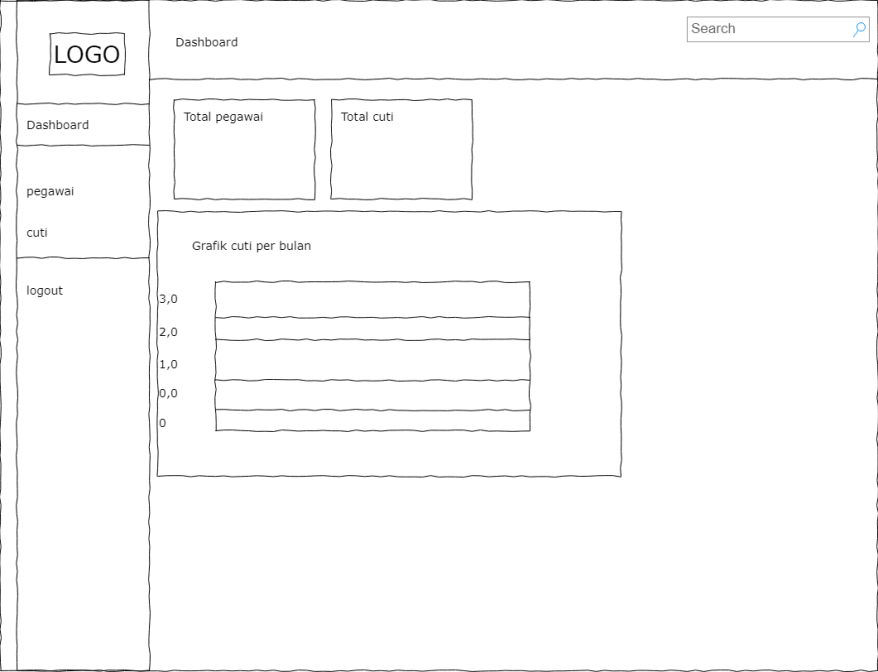 LOGO
Dashboard
Search
Dashboard
pegawai
cuti
logout
Total pegawai
Total cuti
Grafik cuti per bulan
3,0
2,0
1,0
0,0
0